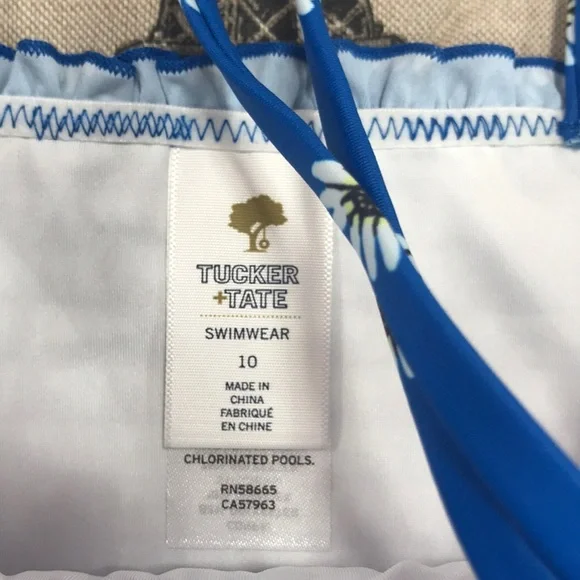 TUCKER
+TATE
SWIMWEAR
10
MADE IN
CHINA
FABRIQUÉ
EN CHINE
CHLORINATED POOLS.
RN58665
CA57963